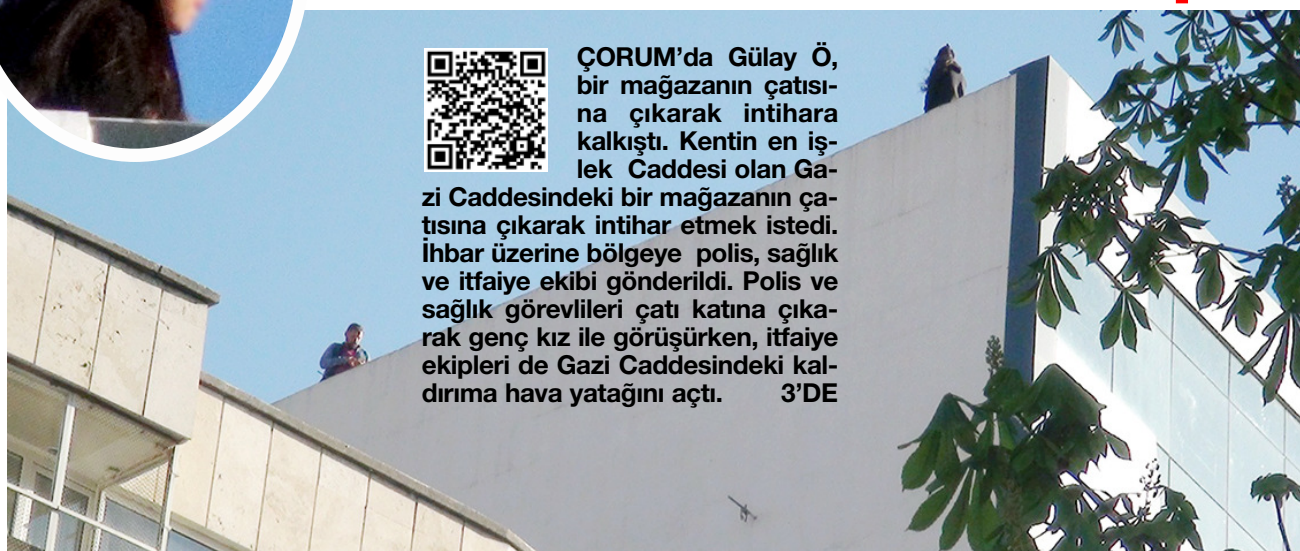 ÇORUM’da Gülay Ö,
bir mağazanın çatısı-
na çıkarak intihara
kalkıştı. Kentin en iş-
lek Caddesi olan Ga-
zi Caddesindeki bir mağazanın ça-
tısına çıkarak intihar etmek istedi.
İhbar üzerine bölgeye polis, sağlık
ve itfaiye ekibi gönderildi. Polis ve
sağlık görevlileri çatı katına çıka-
rak genç kız ile görüşürken, itfaiye
ekipleri de Gazi Caddesindeki kal-
dırıma hava yatağını açtı. 3’DE